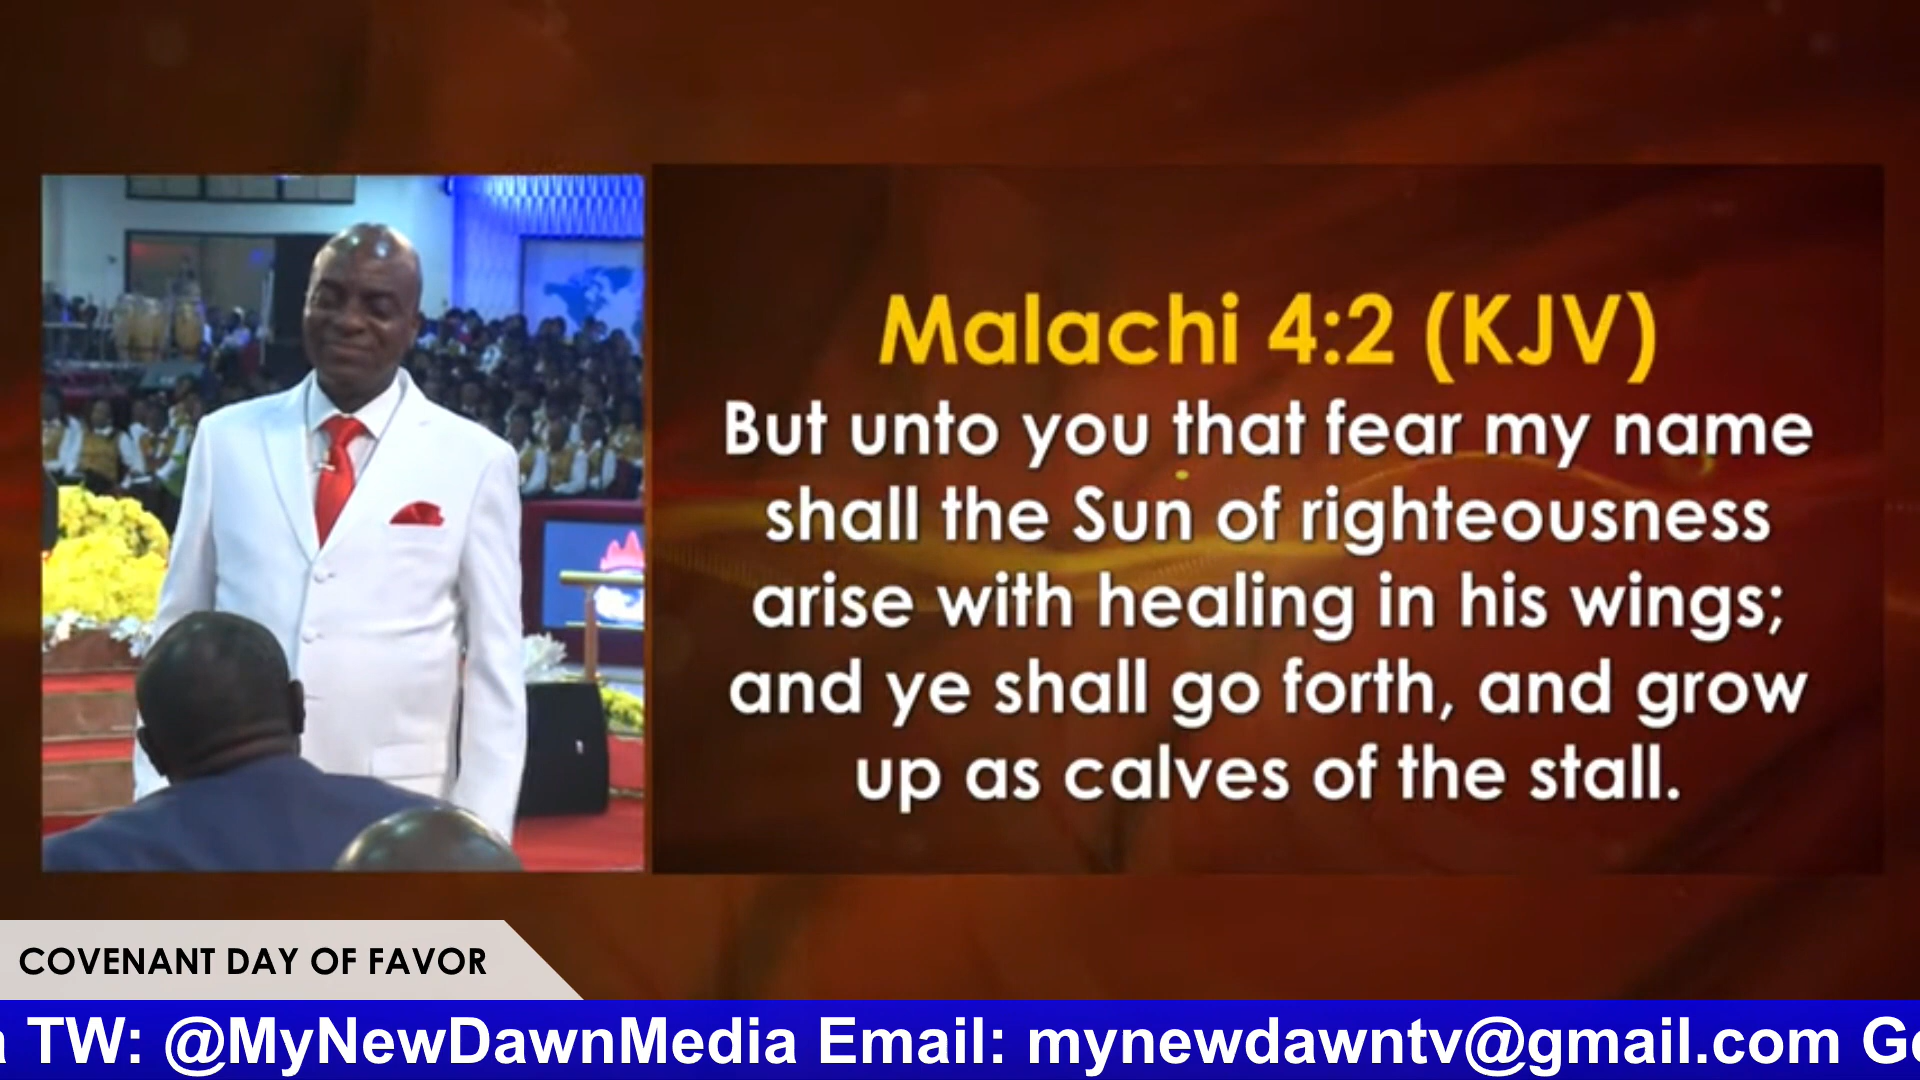 Malachi 4:2 (KJV)
But unto you that fear my name
shall the Sun of righteousness
arise with healing in his wings;
and ye shall go forth, and grow
up as calves of the stall.
COVENANT DAY OF FAVOR
TW: @MyNewDawnMedia Email: mynewdawntv@gmail.com